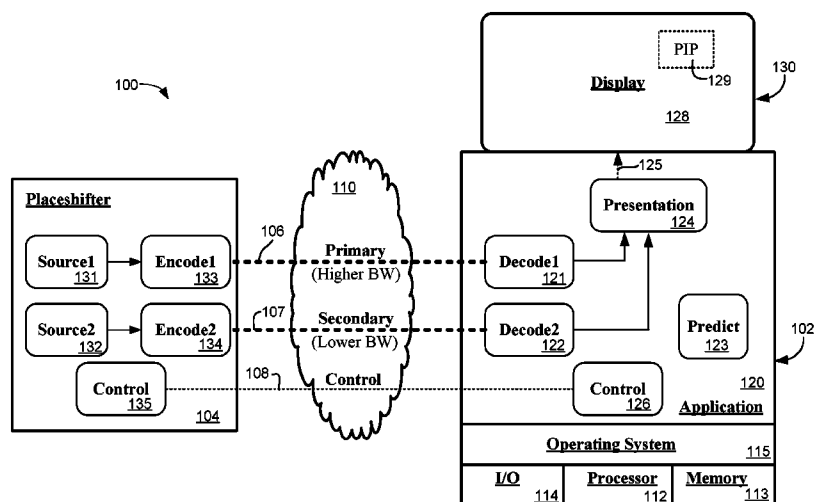 PIP
129
Display
128
130
100
125
Placeshifter
110
Presentation
124
106
Source1
131
Encode1
133
Primary
(Higher BW)
Decode1
121
107
Source2
132
Encode2
134
Secondary
(Lower BW)
Decode2
122
Predict
123
102
108
Control
Control
135
Control
126
120
104
Application
Operating System
115
I/O
114
Processor
112
Memory
113